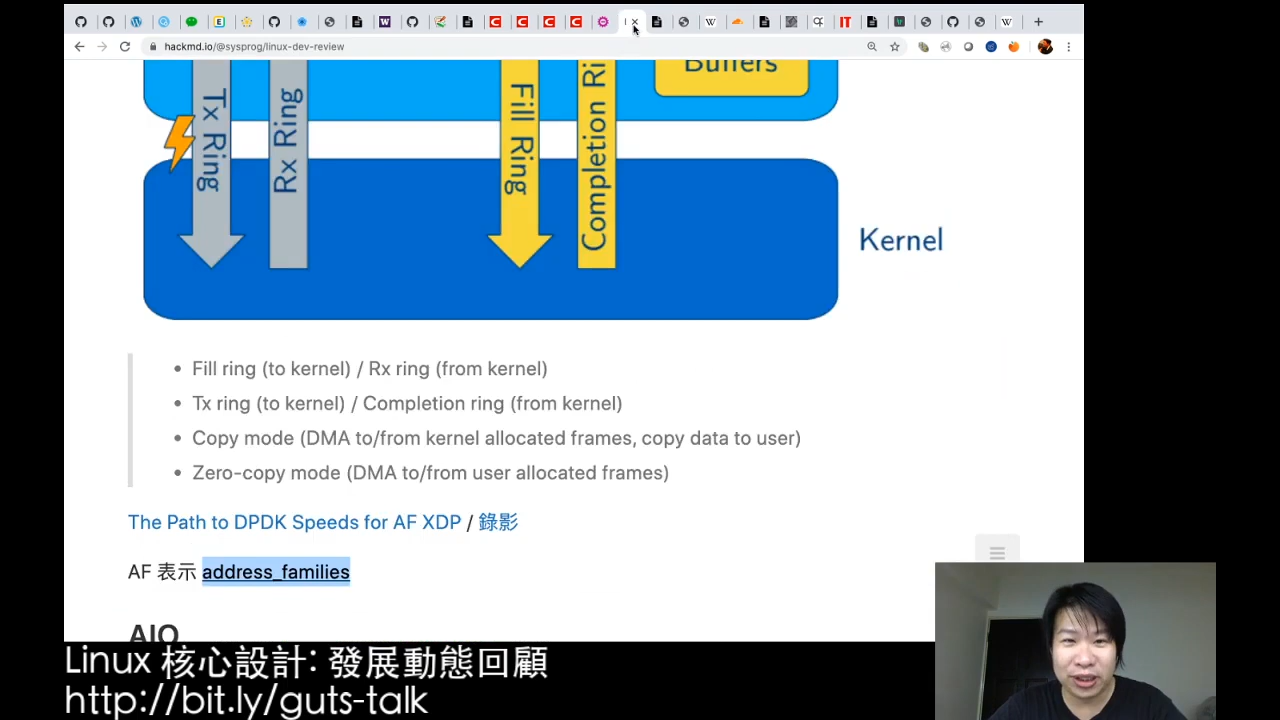 hackmd.io/@sysprog/linux-dev-review
Buffers
Tx Ring
Rx Ring
Fill Ring
Completion Ri
Kernel
• Fill ring (to kernel) / Rx ring (from kernel)
• Tx ring (to kernel) / Completion ring (from kernel)
• Copy mode (DMA to/from kernel allocated frames, copy data to user)
• Zero-copy mode (DMA to/from user allocated frames)
The Path to DPDK Speeds for AF XDP / 錄影
AF 表示 address_families
AIO
Linux 核心設計: 發展動態回顧
http://bit.ly/guts-talk